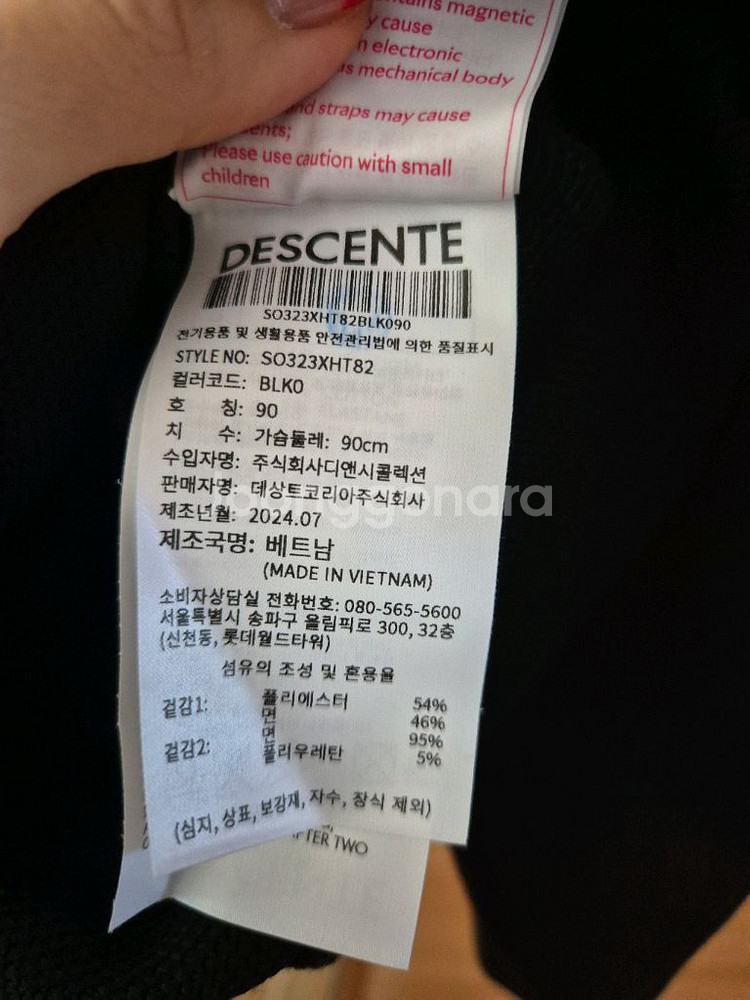 magnetic
y cause
n electronic
as mechanical body
nd straps may cause
ents;
Please use caution with small
children
DESCENTE
SO323XHT82BLK090
전기용품 및 생활용품 안전관리법에 의한 품질표시
STYLE NO: SO323XHT82
컬러코드: BLK0
호 칭: 90
치 수: 가슴둘레: 90cm
수입자명: 주식회사디앤시콜렉션
판매자명: 데상트코리아주식회사
제조년월: 2024.07
제조국명: 베트남
(MADE IN VIETNAM)
소비자상담실 전화번호: 080-565-5600
서울특별시 송파구 올림픽로 300, 32층
(신천동, 롯데월드타워)
섬유의 조성 및 혼용율
겉감1: 폴리에스터 54%
면 46%
겉감2: 면 95%
폴리우레탄 5%
(심지, 상표, 보강재, 자수, 장식 제외)
TER TWO
joonggonara